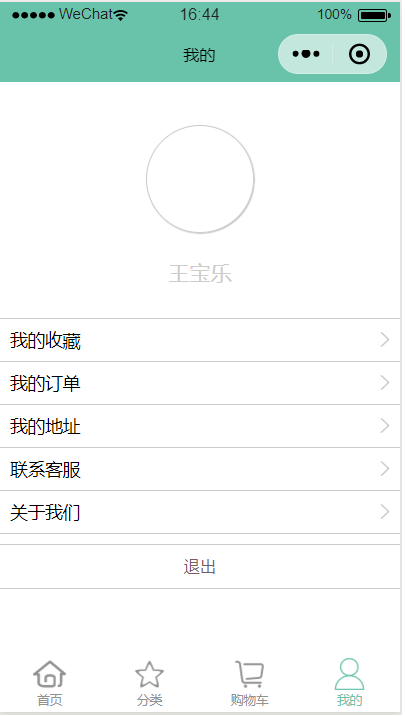 WeChat 16:44 100%
我的
王宝乐
我的收藏
我的订单
我的地址
联系客服
关于我们
退出
首页 分类 购物车 我的